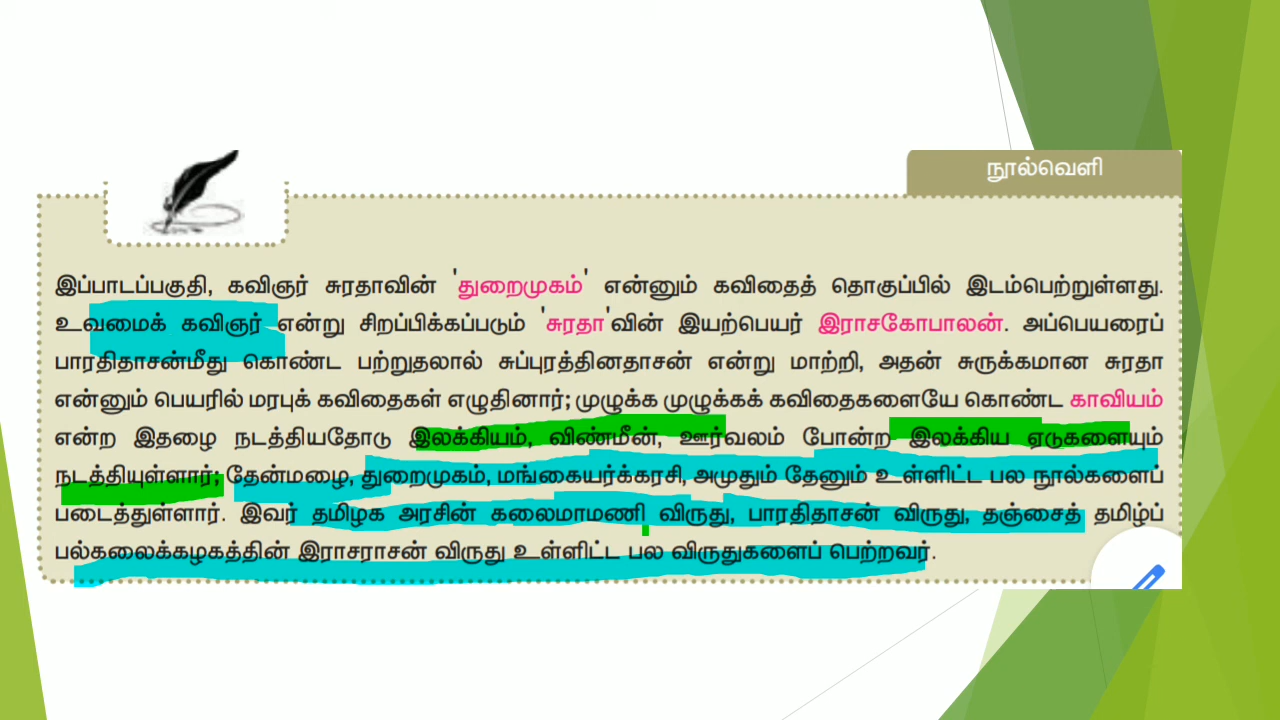 நூல்வெளி
இப்பாடப்பகுதி, கவிஞர் சுரதாவின் 'துறைமுகம்' என்னும் கவிதைத் தொகுப்பில் இடம்பெற்றுள்ளது.
உவமைக் கவிஞர் என்று சிறப்பிக்கப்படும் 'சுரதா'வின் இயற்பெயர் இராசகோபாலன். அப்பெயரைப்
பாரதிதாசன்மீது கொண்ட பற்றுதலால் சுப்புரத்தினதாசன் என்று மாற்றி, அதன் சுருக்கமான சுரதா
என்னும் பெயரில் மரபுக் கவிதைகள் எழுதினார்; முழுக்க முழுக்கக் கவிதைகளையே கொண்ட காவியம்
என்ற இதழை நடத்தியதோடு இலக்கியம், விண்மீன், ஊர்வலம் போன்ற இலக்கிய ஏடுகளையும்
நடத்தியுள்ளார்; தேன்மழை, துறைமுகம், மங்கையர்க்கரசி, அமுதும் தேனும் உள்ளிட்ட பல நூல்களைப்
படைத்துள்ளார். இவர் தமிழக அரசின் கலைமாமணி விருது, பாரதிதாசன் விருது, தஞ்சைத் தமிழ்ப்
பல்கலைக்கழகத்தின் இராசராசன் விருது உள்ளிட்ட பல விருதுகளைப் பெற்றவர்.